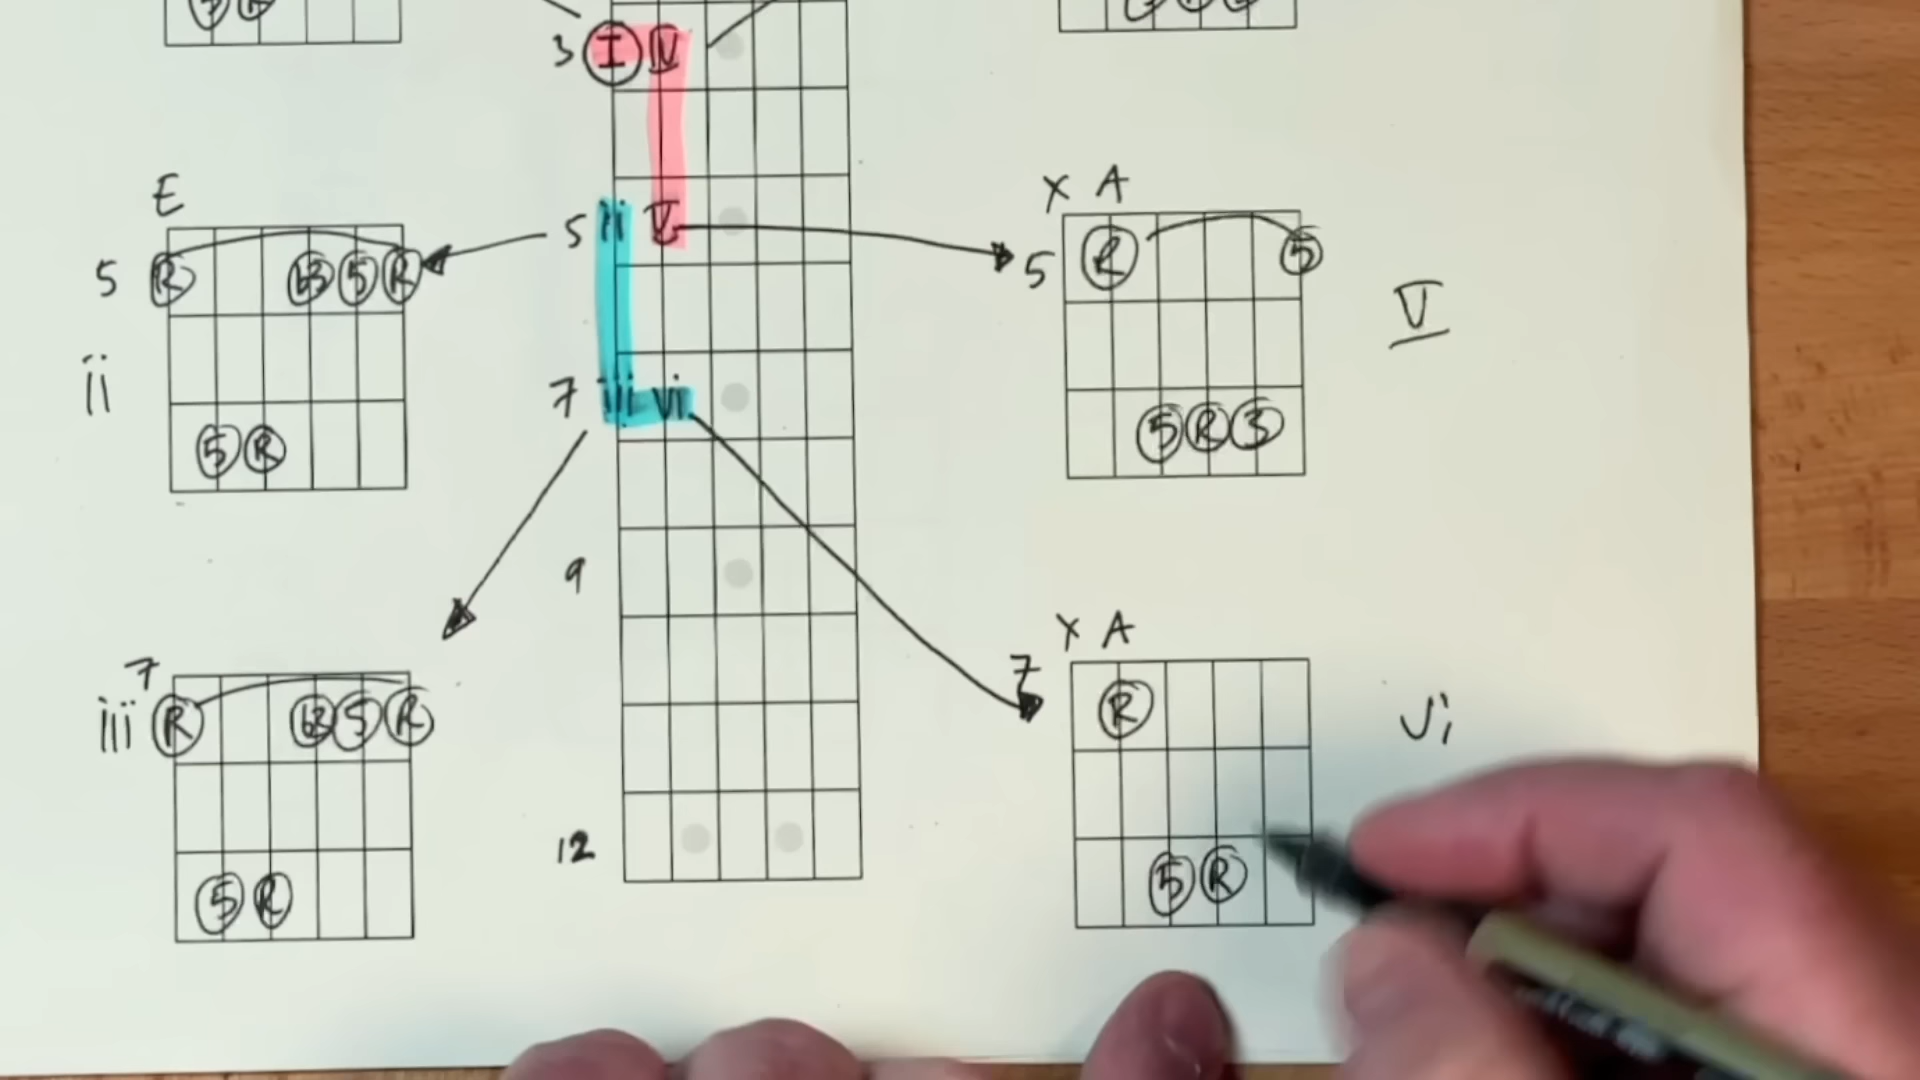 3 I IV
E
5 R b3 5 R
ii
5 R
5 ii V
X A
5 R 5
V
5 R 3
7 iii vi
9
12
7
iii R b3 5 R
5 R
X A
7
R
vi
5 R